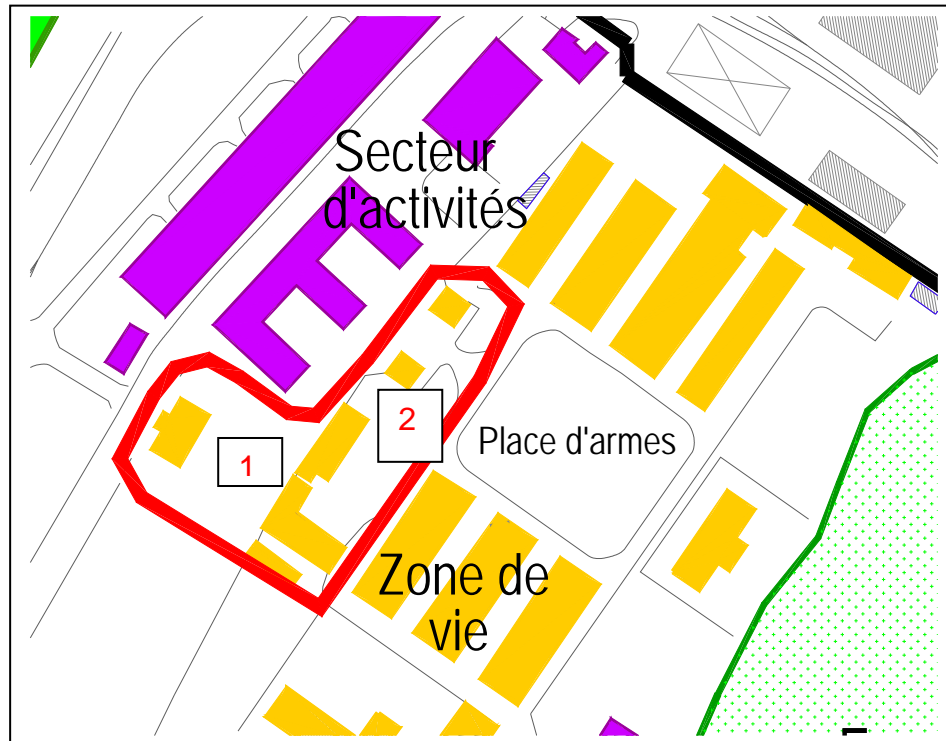 Secteur
d'activités
2
Place d'armes
1
Zone de
vie